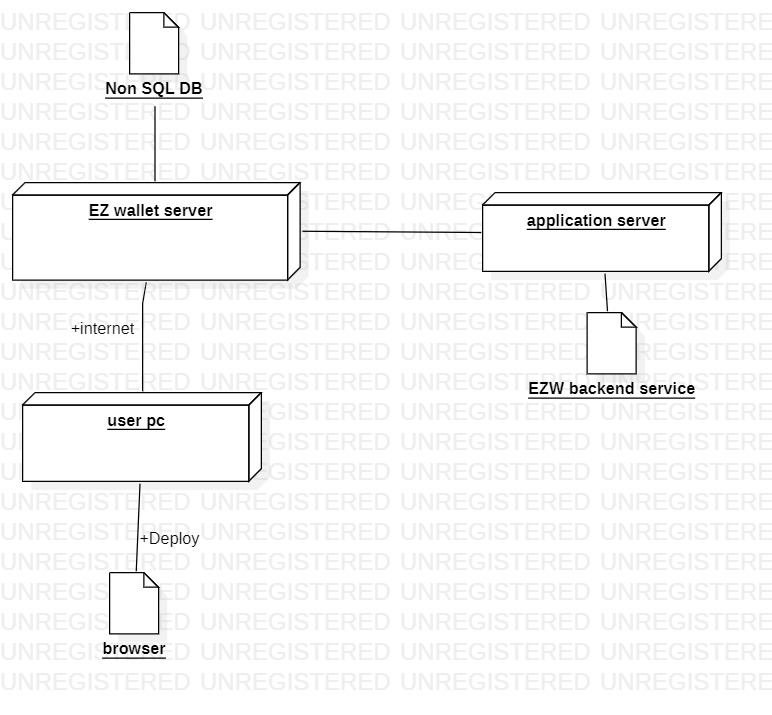 Non SQL DB
EZ wallet server
application server
+internet
EZW backend service
user pc
+Deploy
browser
UNREGISTERED UNREGISTERED UNREGISTERED UNREGISTERE